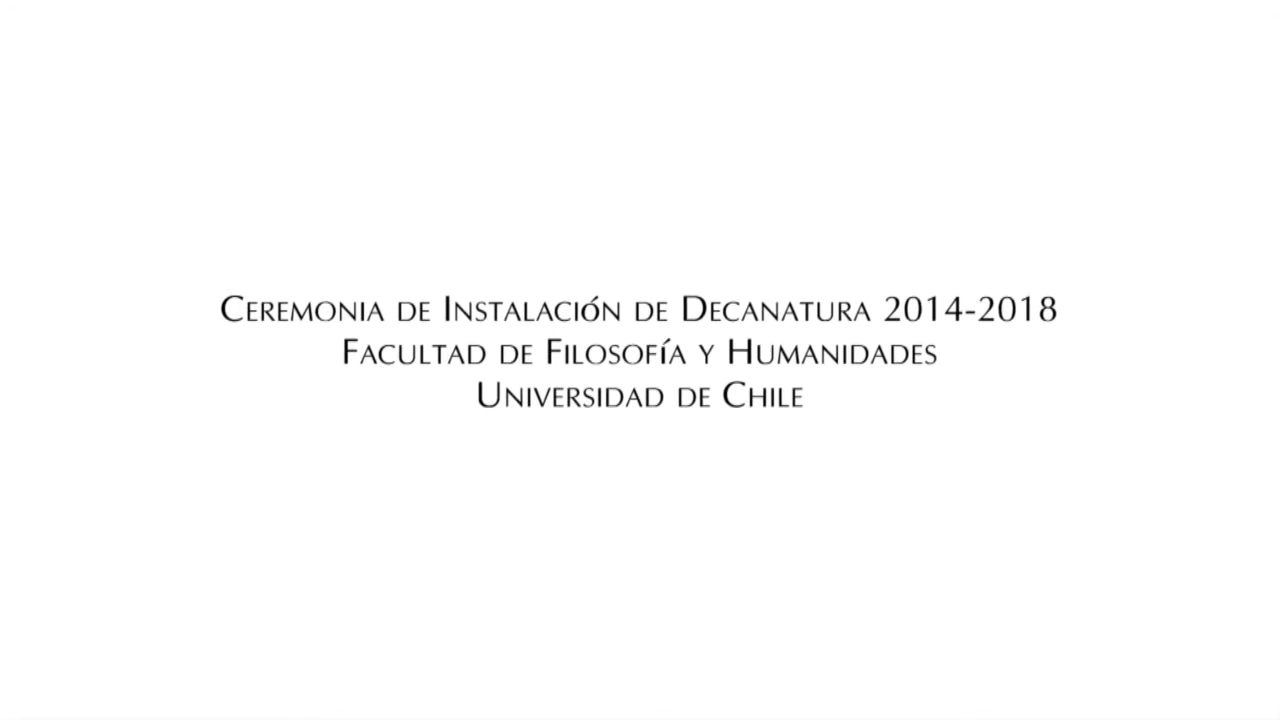 Ceremonia de Instalación de Decanatura 2014-2018
Facultad de Filosofía y Humanidades
Universidad de Chile